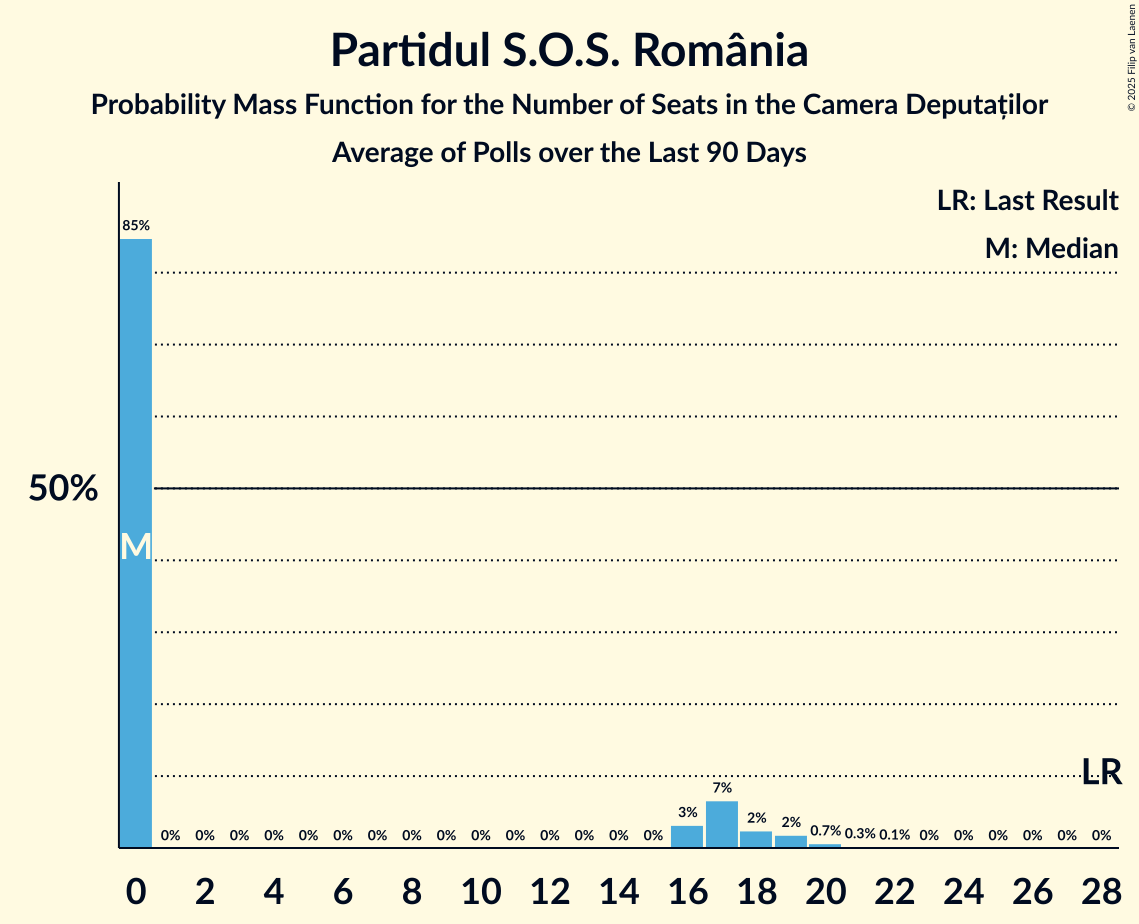 Partidul S.O.S. România
Probability Mass Function for the Number of Seats in the Camera Deputaților
Average of Polls over the Last 90 Days
© 2025 Filip van Laenen
LR: Last Result
M: Median
85%
50%
M
LR
0% 0% 0% 0% 0% 0% 0% 0% 0% 0% 0% 0% 0% 0% 0% 3% 7% 2% 2% 0.7% 0.3% 0.1% 0% 0% 0% 0% 0% 0%
0 2 4 6 8 10 12 14 16 18 20 22 24 26 28